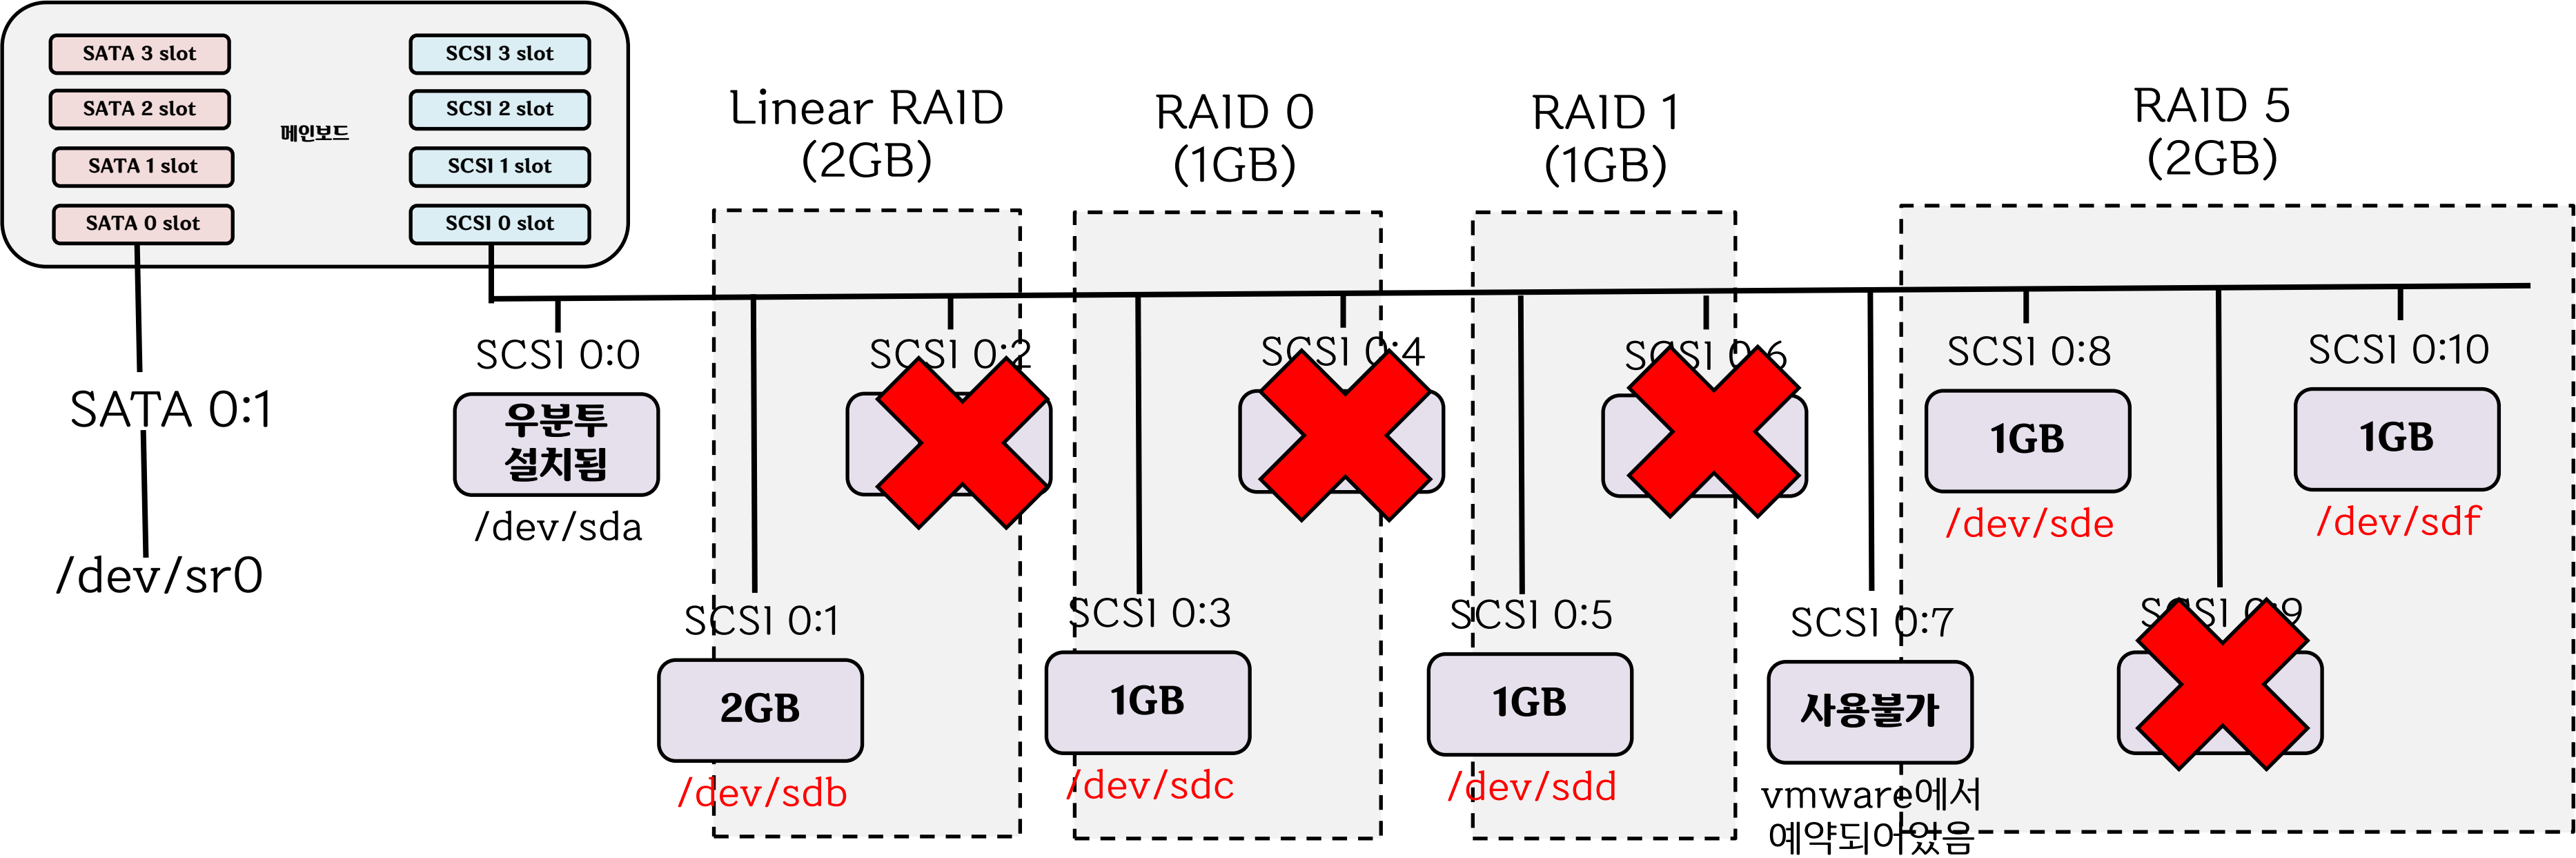 SATA 3 slot
SATA 2 slot
SATA 1 slot
SATA 0 slot
메인보드
SCSI 3 slot
SCSI 2 slot
SCSI 1 slot
SCSI 0 slot
SATA 0:1
/dev/sr0
SCSI 0:0
우분투
설치됨
/dev/sda
Linear RAID
(2GB)
SCSI 0:1
2GB
/dev/sdb
SCSI 0:2
RAID 0
(1GB)
SCSI 0:3
1GB
/dev/sdc
SCSI 0:4
RAID 1
(1GB)
SCSI 0:5
1GB
/dev/sdd
SCSI 0:6
SCSI 0:7
사용불가
vmware에서
예약되어있음
RAID 5
(2GB)
SCSI 0:8
1GB
/dev/sde
SCSI 0:9
SCSI 0:10
1GB
/dev/sdf